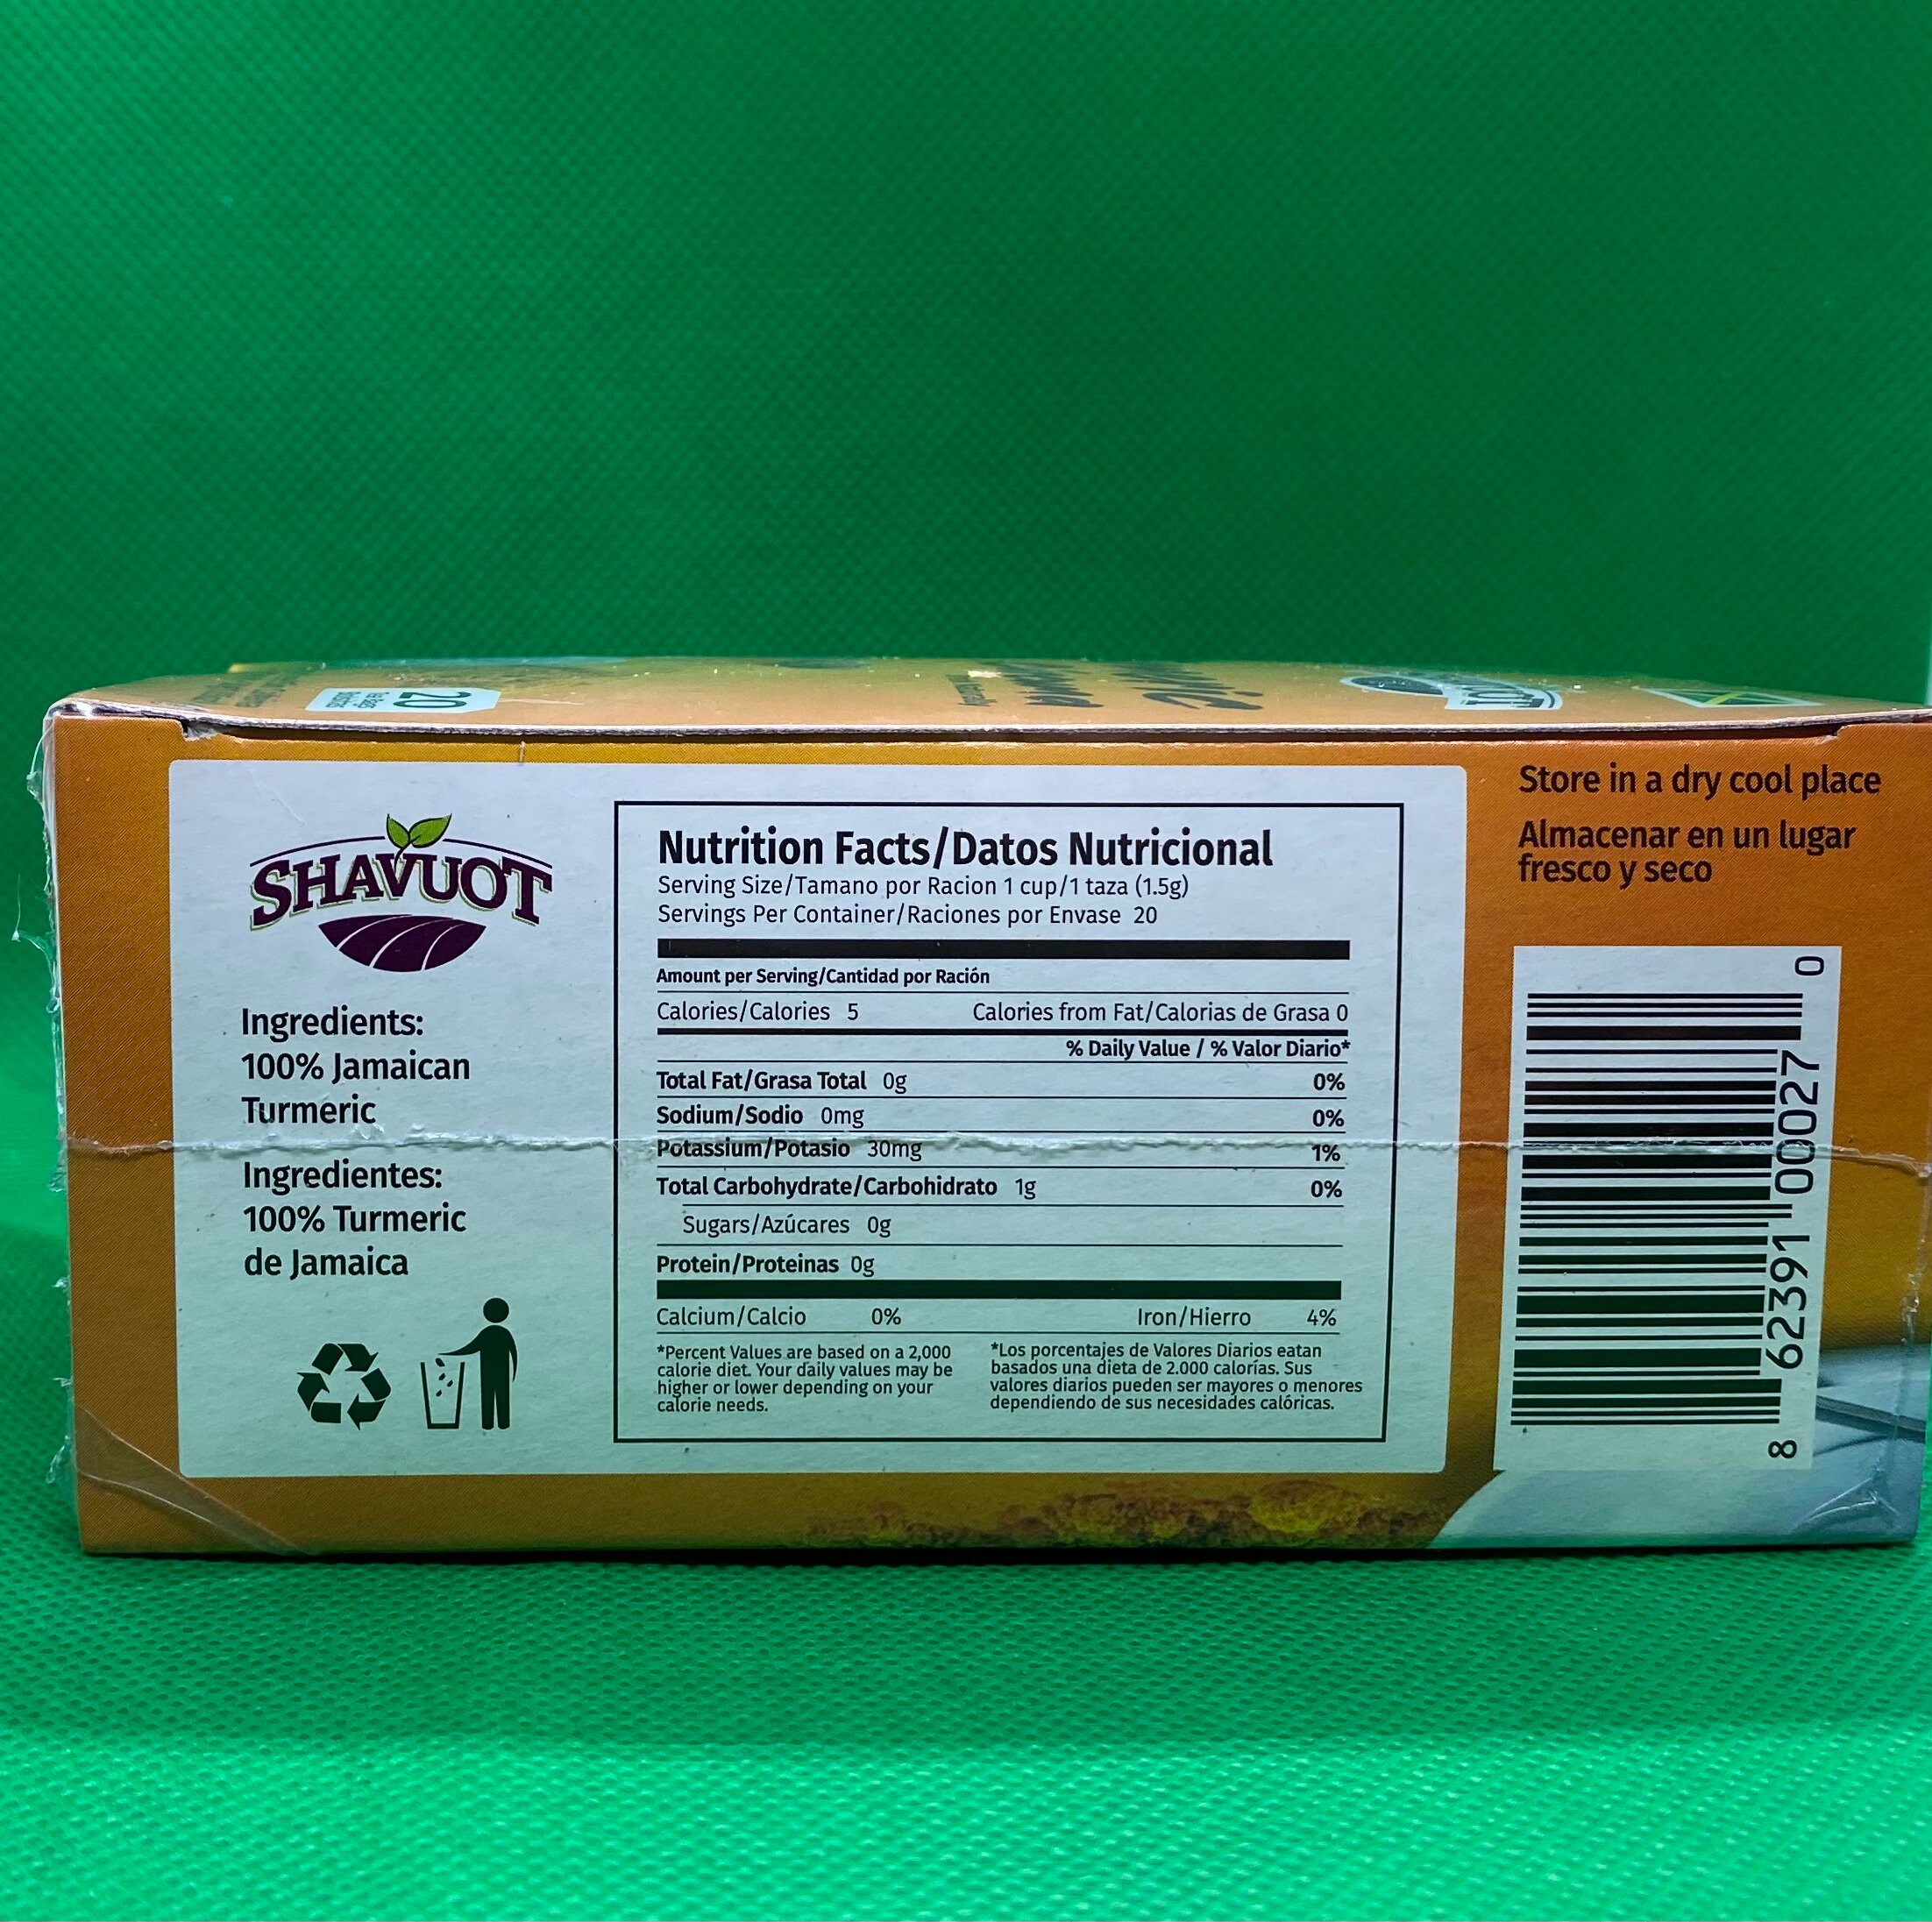 20
SHAVUOT
Ingredients:
100% Jamaican
Turmeric
Ingredientes:
100% Turmeric
de Jamaica
Nutrition Facts/Datos Nutricional
Serving Size/Tamano por Racion 1 cup/1 taza (1.5g)
Servings Per Container/Raciones por Envase 20
Amount per Serving/Cantidad por Ración
Calories/Calories 5 Calories from Fat/Calorias de Grasa 0
% Daily Value / % Valor Diario*
Total Fat/Grasa Total 0g 0%
Sodium/Sodio 0mg 0%
Potassium/Potasio 30mg 1%
Total Carbohydrate/Carbohidrato 1g 0%
Sugars/Azúcares 0g
Protein/Proteinas 0g
Calcium/Calcio 0% Iron/Hierro 4%
*Percent Values are based on a 2,000
calorie diet. Your daily values may be
higher or lower depending on your
calorie needs.
*Los porcentajes de Valores Diarios eatan
basados una dieta de 2.000 calorías. Sus
valores diarios pueden ser mayores o menores
dependiendo de sus necesidades calóricas.
Store in a dry cool place
Almacenar en un lugar
fresco y seco
8 62391 00027 0